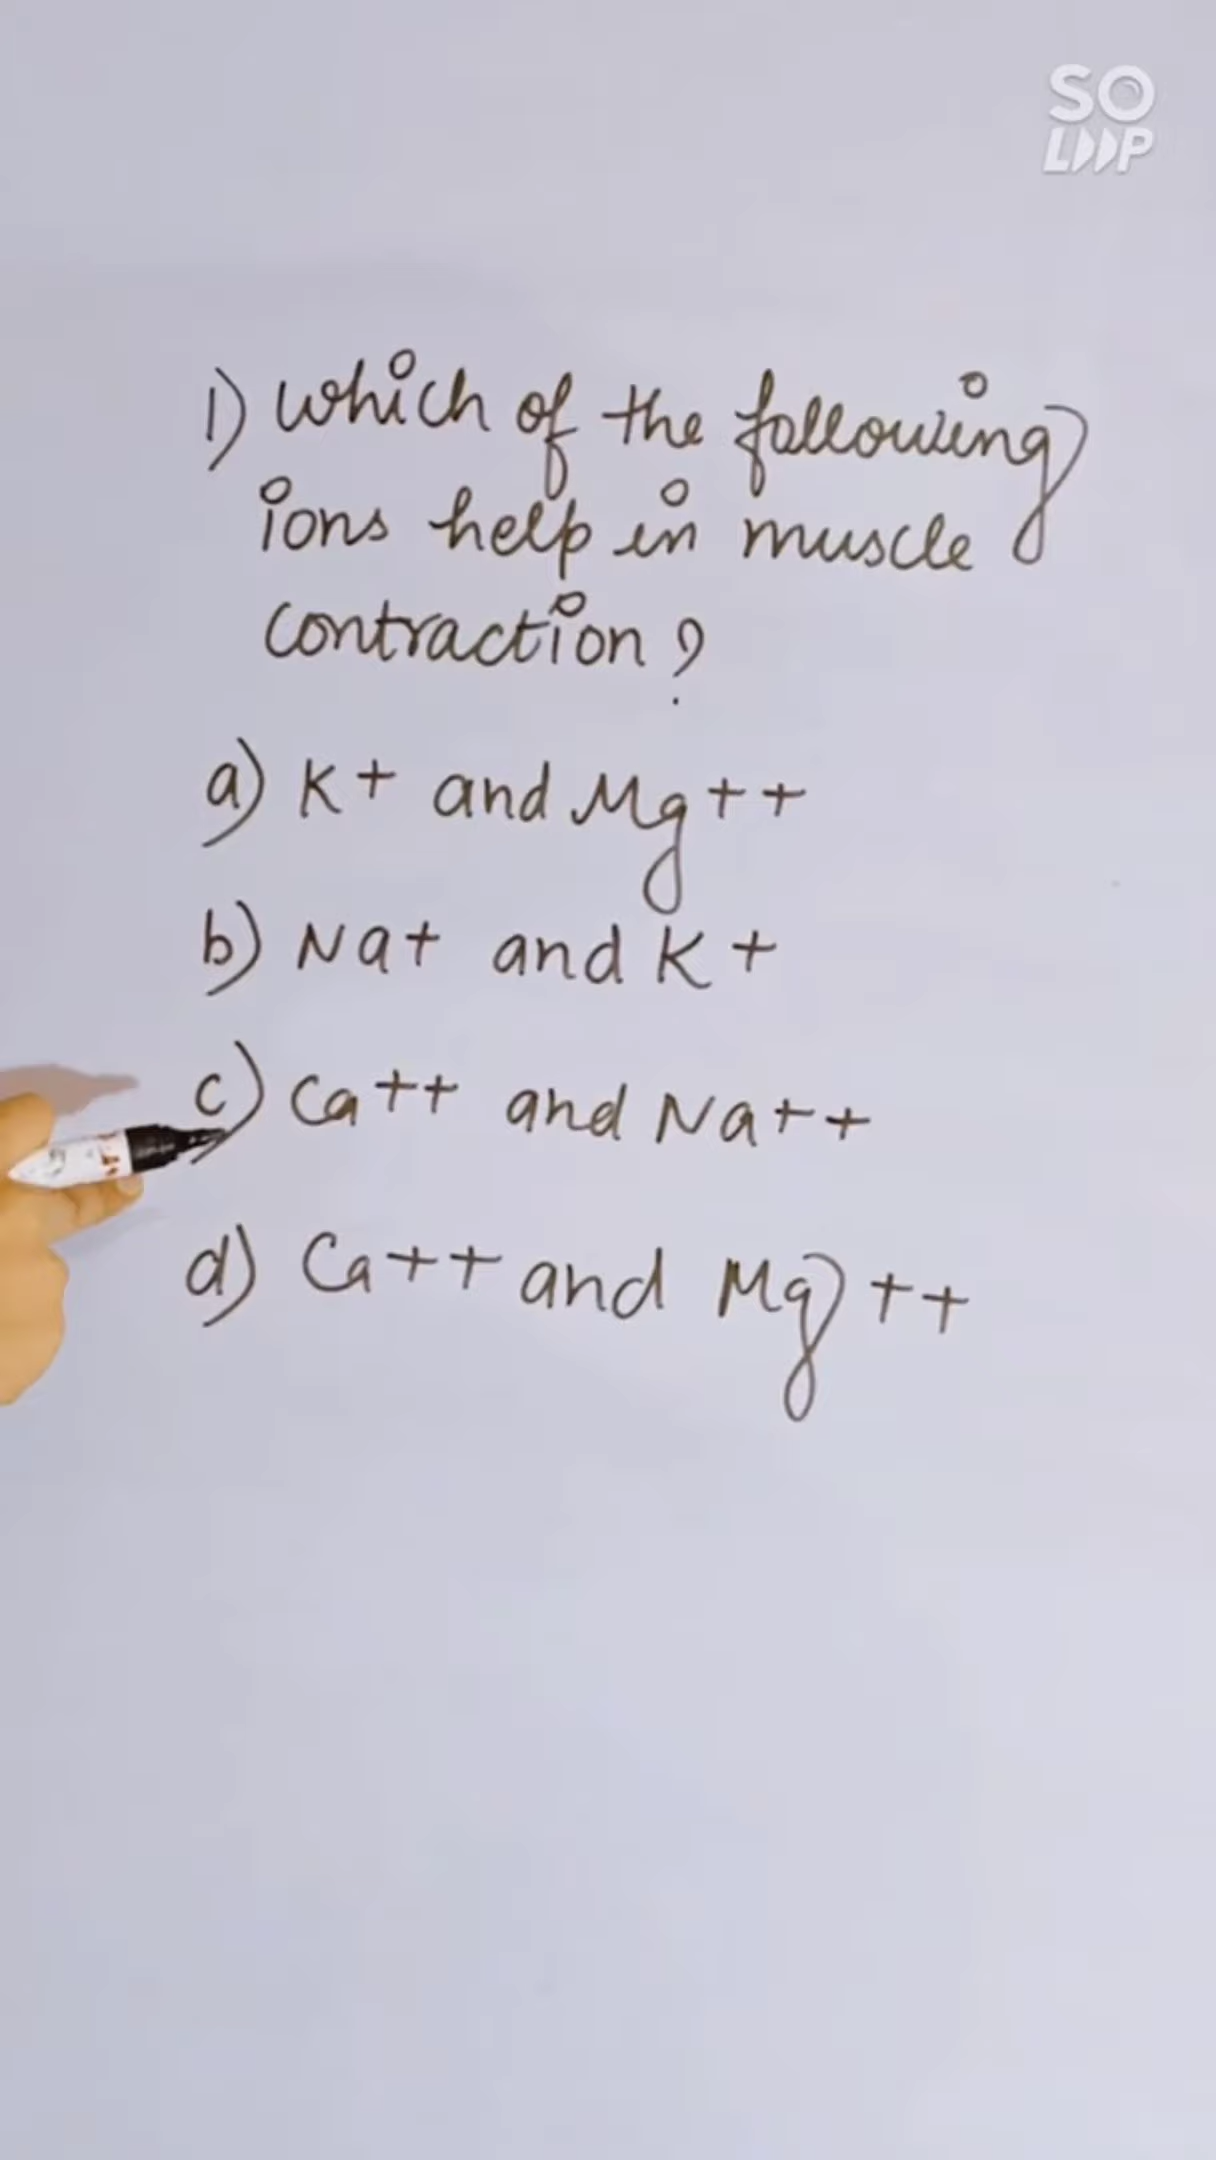 SO
LOOP
1) which of the following
ions help in muscle
contraction?
a) K+ and Mg++
b) Na+ and K+
c) Ca++ and Na++
d) Ca++ and Mg++